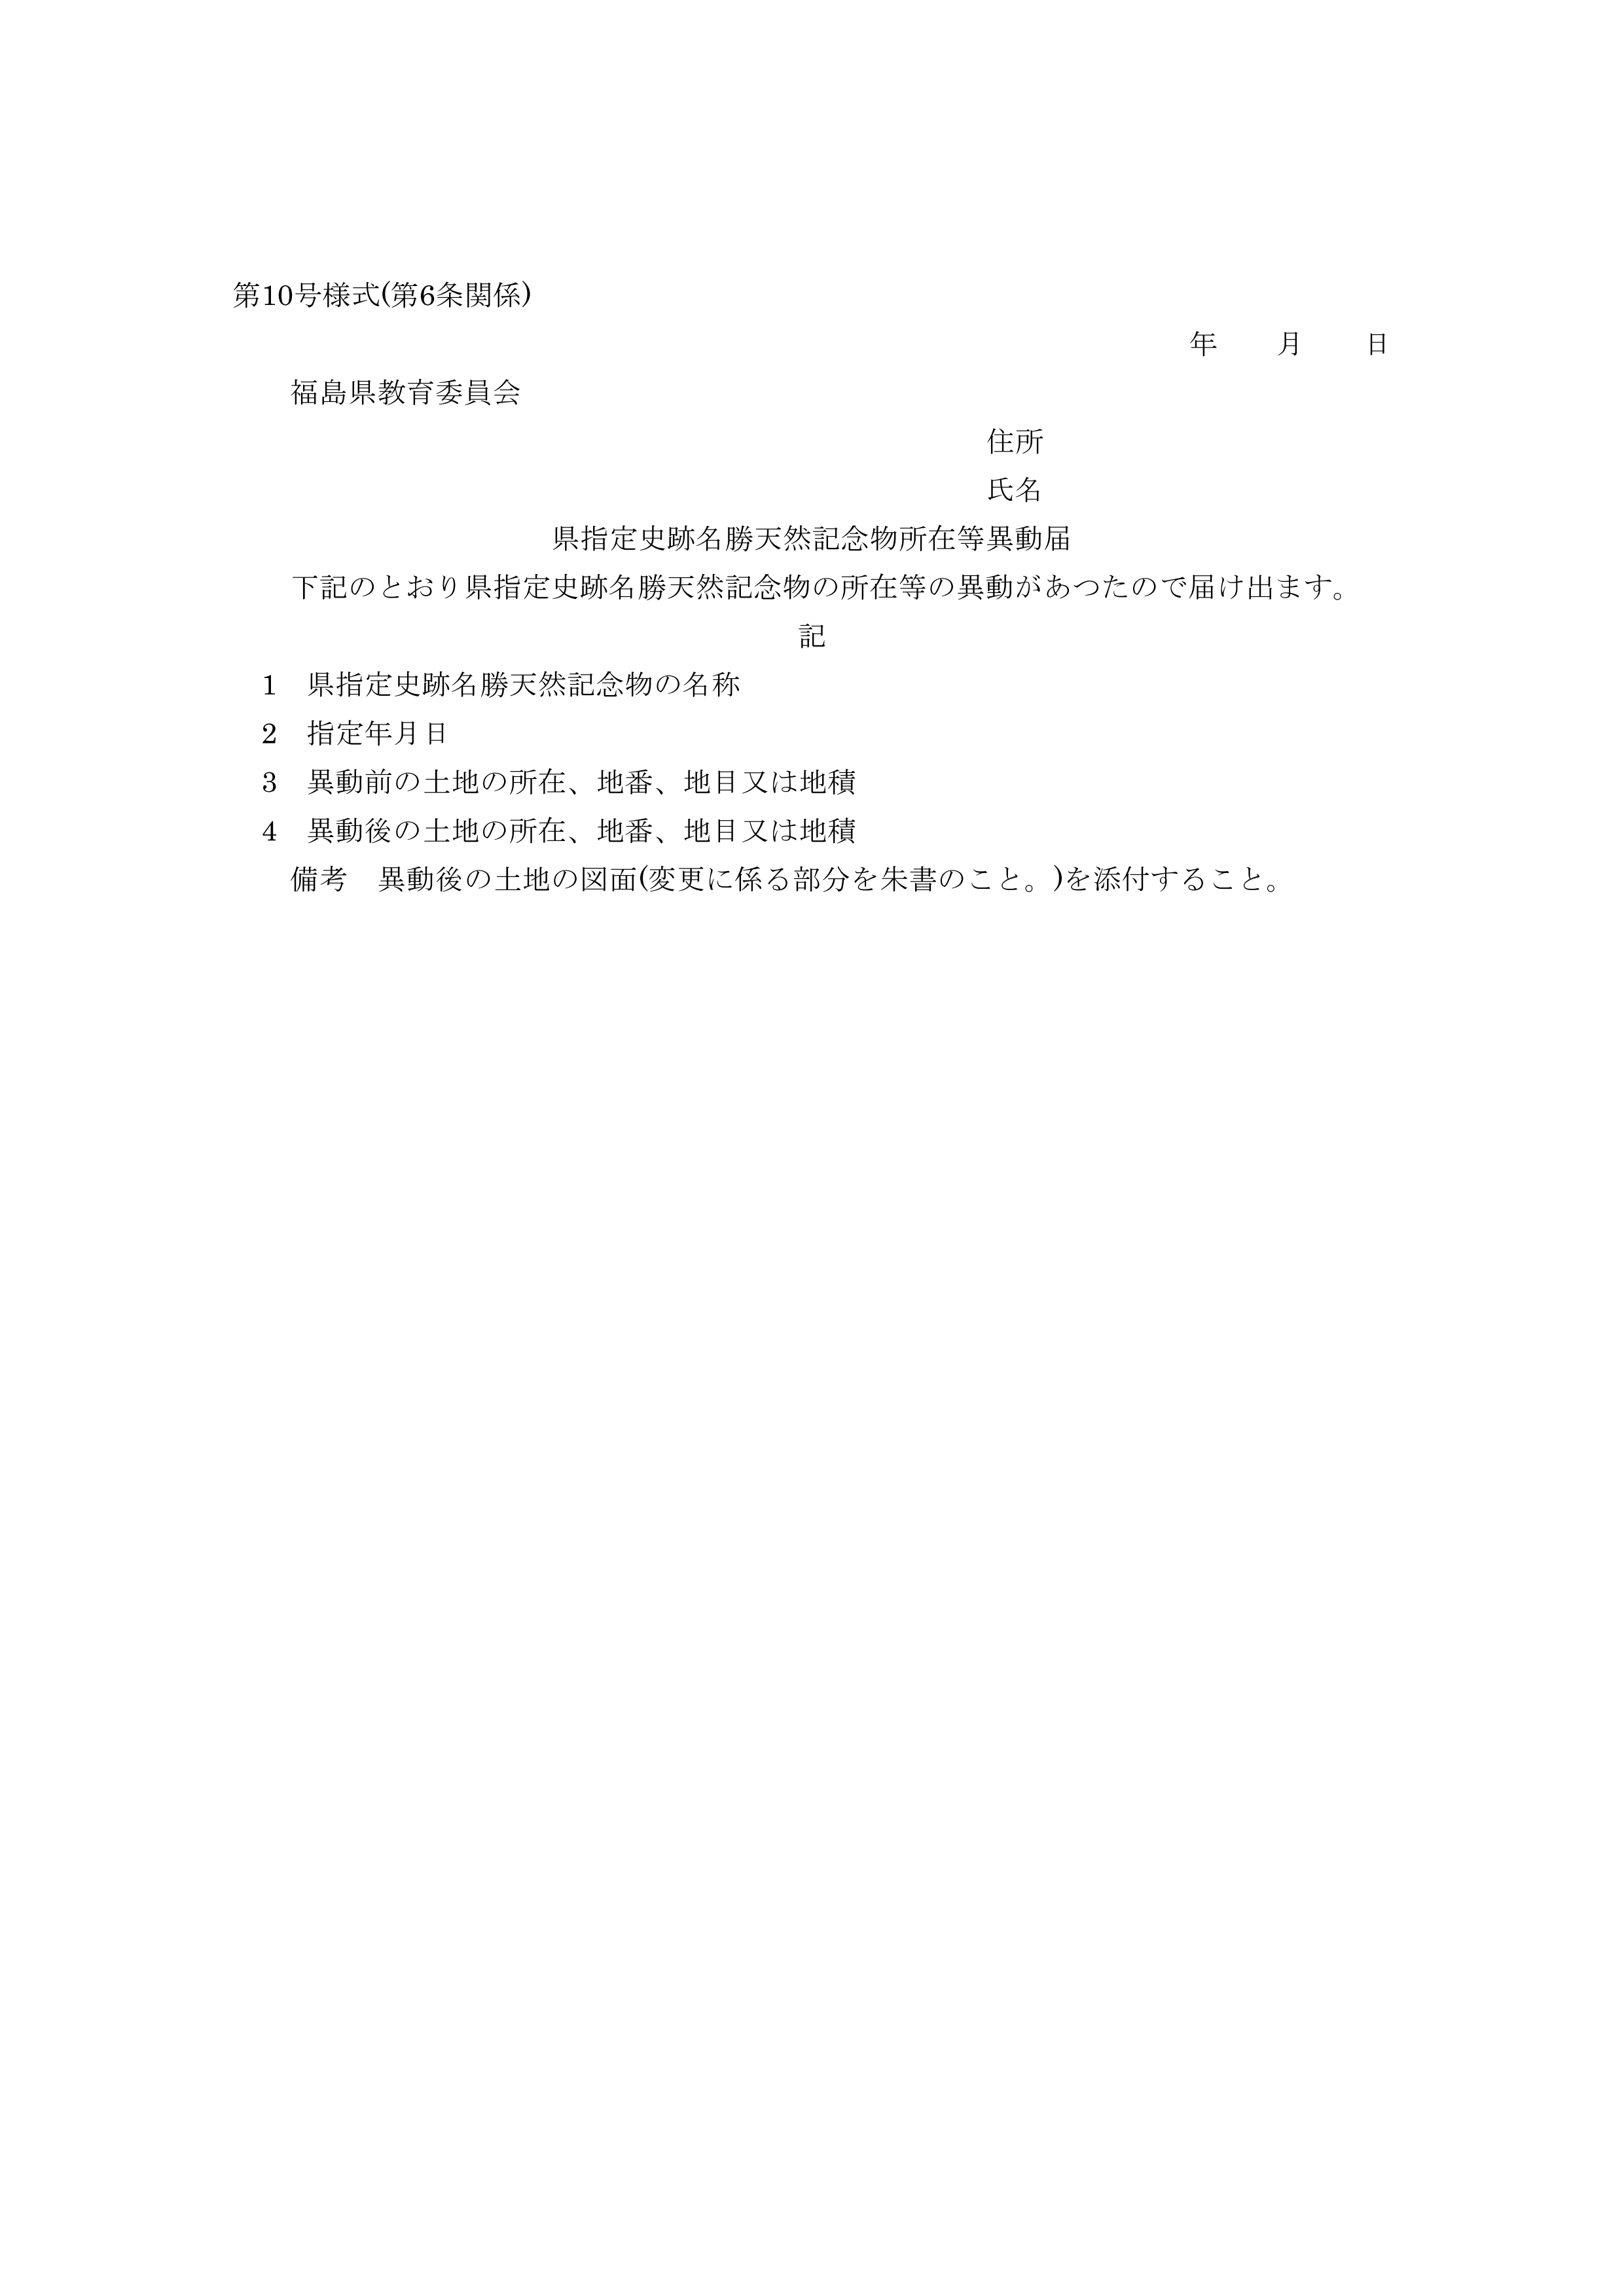 第10号様式(第6条関係)
年　　月　　日
福島県教育委員会
住所
氏名
県指定史跡名勝天然記念物所在等異動届
下記のとおり県指定史跡名勝天然記念物の所在等の異動があつたので届け出ます。
記
1　県指定史跡名勝天然記念物の名称
2　指定年月日
3　異動前の土地の所在、地番、地目又は地積
4　異動後の土地の所在、地番、地目又は地積
備考　異動後の土地の図面(変更に係る部分を朱書のこと。)を添付すること。